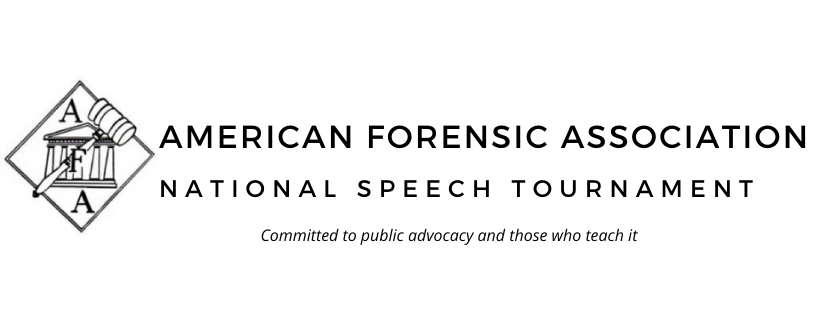 A
F
A
AMERICAN FORENSIC ASSOCIATION
NATIONAL SPEECH TOURNAMENT
Committed to public advocacy and those who teach it